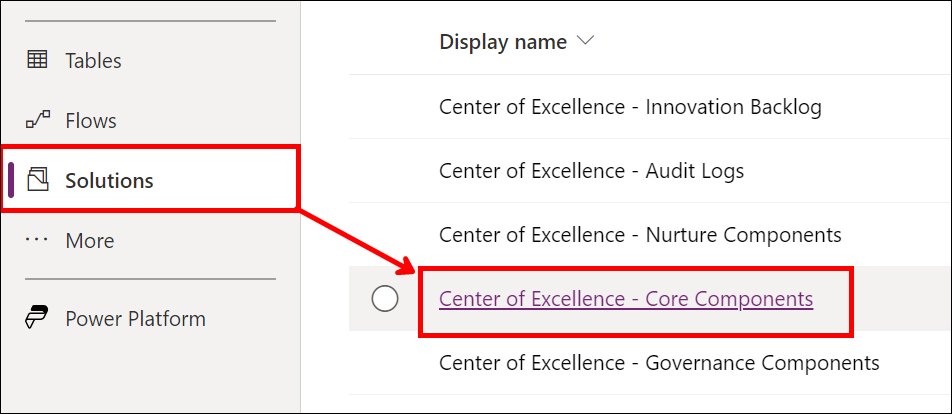 Tables
Flows
Solutions
More
Power Platform
Display name
Center of Excellence - Innovation Backlog
Center of Excellence - Audit Logs
Center of Excellence - Nurture Components
Center of Excellence - Core Components
Center of Excellence - Governance Components